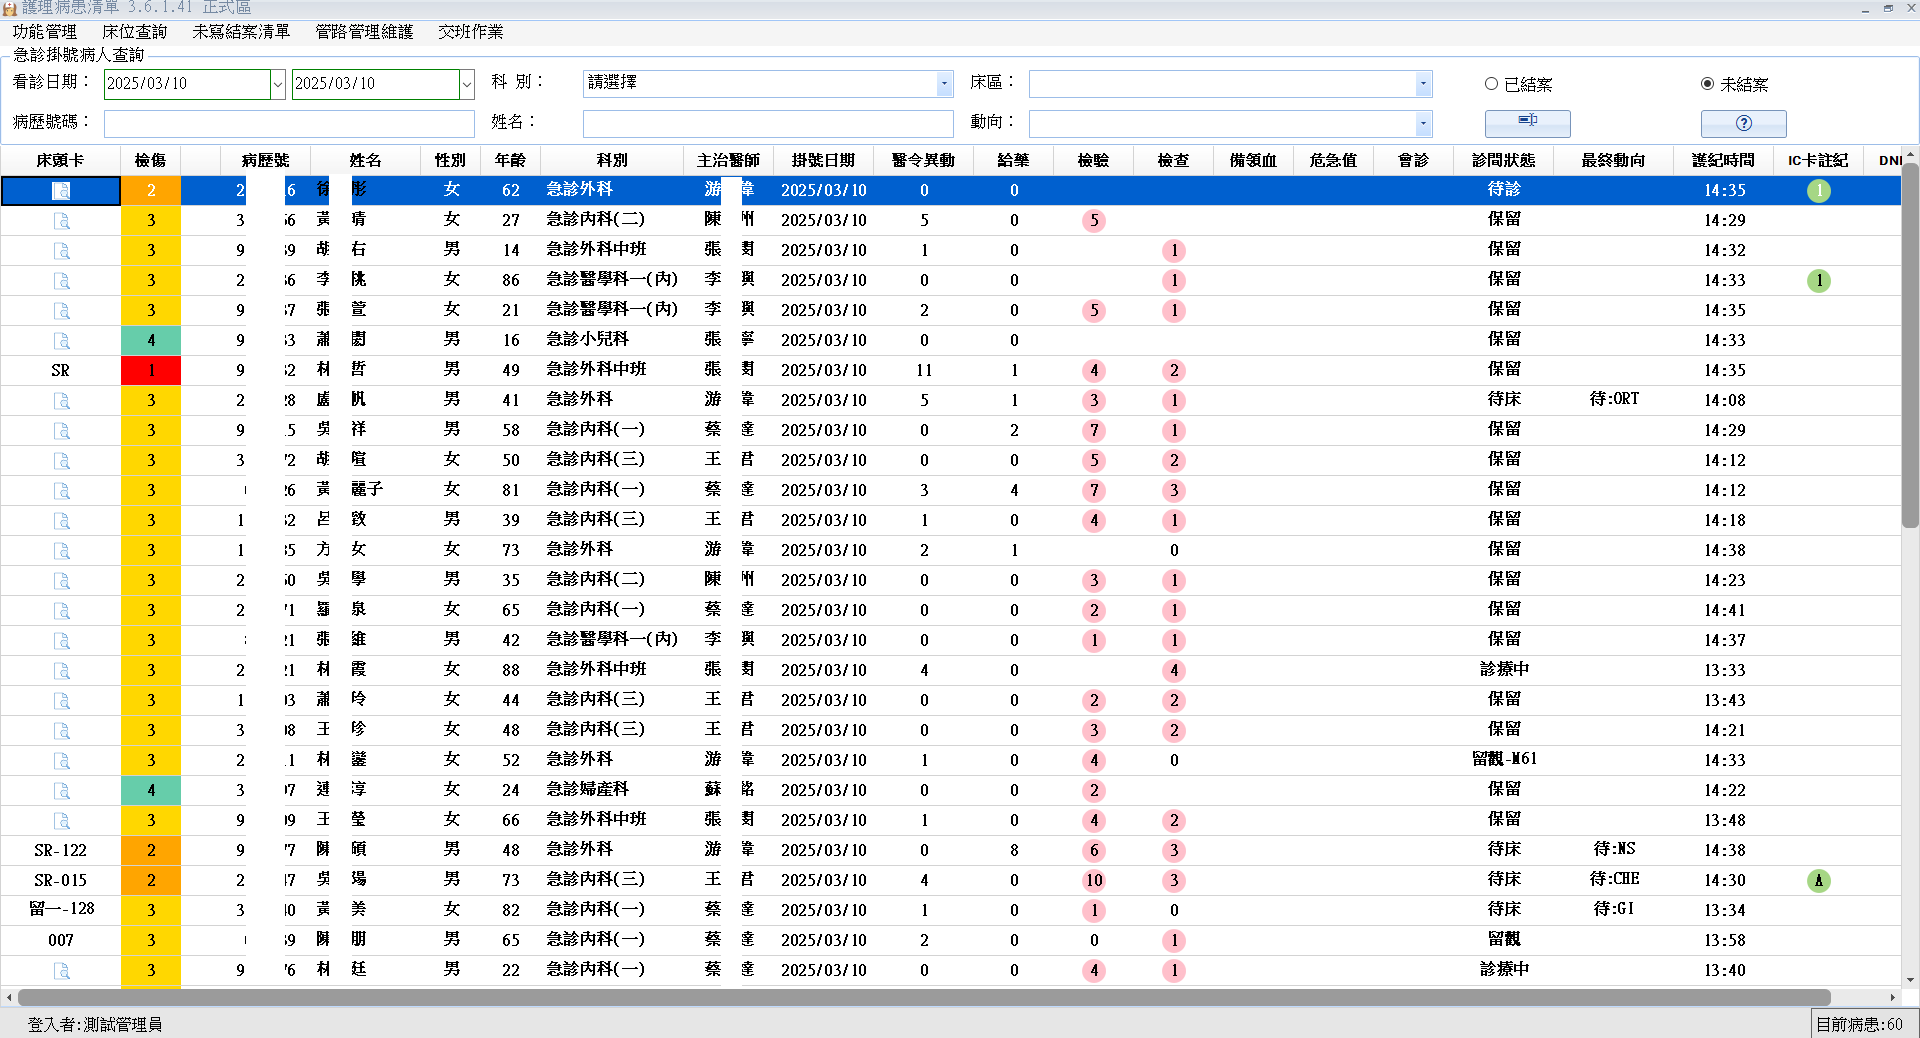 護理病患清單 3.6.1.41 正式區
功能管理 床位查詢 未寫結案清單 管路管理維護 交班作業
急診掛號病人查詢
看診日期： 2025/03/10 2025/03/10 科 別： 請選擇 床區： 已結案 未結案
病歷號碼： 姓名： 動向：
床頭卡 檢傷 病歷號 姓名 性別 年齡 科別 主治醫師 掛號日期 醫令異動 給藥 檢驗 檢查 備領血 危急值 會診 診間狀態 最終動向 護紀時間 IC卡註紀
2 2 6 徐 彤 女 62 急診外科 游 2025/03/10 0 0 待診 14:35 1
3 3 66 黃 晴 女 27 急診內科(二) 陳 2025/03/10 5 0 5 保留 14:29
3 9 胡 右 男 14 急診外科中班 張 2025/03/10 1 0 1 保留 14:32
3 2 李 女 86 急診醫學科一(內) 李 興 2025/03/10 0 0 1 保留 14:33 1
3 9 張 萱 女 21 急診醫學科一(內) 李 興 2025/03/10 2 0 5 1 保留 14:35
4 9 蕭 閎 男 16 急診小兒科 張 寧 2025/03/10 0 0 保留 14:33
SR 1 9 林 哲 男 49 急診外科中班 張 2025/03/10 11 1 4 2 保留 14:35
3 2 28 盧 帆 男 41 急診外科 游 2025/03/10 5 1 3 1 待床 待:ORT 14:08
3 9 5 吳 祥 男 58 急診內科(一) 蔡 達 2025/03/10 0 2 7 1 保留 14:29
3 3 72 胡 女 50 急診內科(三) 王 君 2025/03/10 0 0 5 2 保留 14:12
3 26 黃 麗子 女 81 急診內科(一) 蔡 達 2025/03/10 3 4 7 3 保留 14:12
3 1 呂 致 男 39 急診內科(三) 王 君 2025/03/10 1 0 4 1 保留 14:18
3 1 方 女 女 73 急診外科 游 2025/03/10 2 1 0 保留 14:38
3 2 吳 學 男 35 急診內科(二) 陳 2025/03/10 0 0 3 1 保留 14:23
3 2 71 羅 泉 女 65 急診內科(一) 蔡 達 2025/03/10 0 0 2 1 保留 14:41
3 21 張 維 男 42 急診醫學科一(內) 李 興 2025/03/10 0 0 1 1 保留 14:37
3 2 21 林 霞 女 88 急診外科中班 張 2025/03/10 4 0 4 診療中 13:33
3 1 蕭 女 44 急診內科(三) 王 君 2025/03/10 0 0 2 2 保留 13:43
3 3 王 珍 女 48 急診內科(三) 王 君 2025/03/10 0 0 3 2 保留 14:21
3 2 林 鎣 女 52 急診外科 游 2025/03/10 1 0 4 0 留觀-M61 14:33
4 3 連 淳 女 24 急診婦產科 蘇 2025/03/10 0 0 2 保留 14:22
3 9 王 瑩 女 66 急診外科中班 張 2025/03/10 1 0 4 2 保留 13:48
SR-122 2 9 77 陳 碩 男 48 急診外科 游 2025/03/10 0 8 6 3 待床 待:NS 14:38
SR-015 2 2 吳 男 73 急診內科(三) 王 君 2025/03/10 4 0 10 3 待床 待:CHE 14:30 A
留一-128 3 3 黃 美 女 82 急診內科(一) 蔡 達 2025/03/10 1 0 1 0 待床 待:GI 13:34
007 3 陳 朋 男 65 急診內科(一) 蔡 達 2025/03/10 2 0 0 1 留觀 13:58
3 9 76 林 廷 男 22 急診內科(一) 蔡 達 2025/03/10 0 0 4 1 診療中 13:40
登入者:測試管理員 目前病患:60